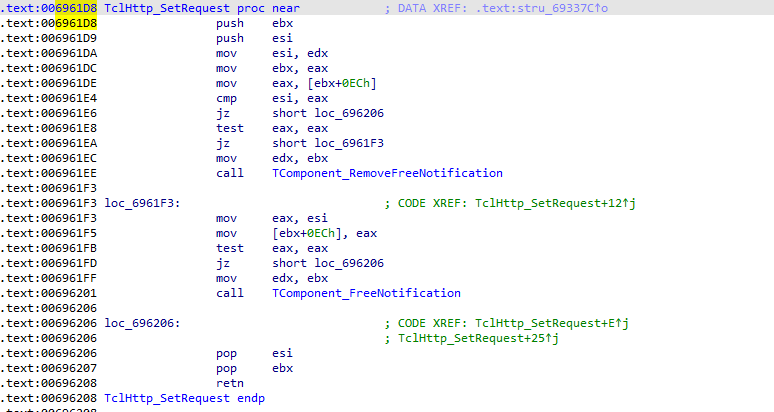 .text:006961D8 TclHttp_SetRequest proc near ; DATA XREF: .text:stru_69337C↑o
.text:006961D8 push ebx
.text:006961D9 push esi
.text:006961DA mov esi, edx
.text:006961DC mov ebx, eax
.text:006961DE mov eax, [ebx+0ECh]
.text:006961E4 cmp esi, eax
.text:006961E6 jz short loc_696206
.text:006961E8 test eax, eax
.text:006961EA jz short loc_6961F3
.text:006961EC mov edx, ebx
.text:006961EE call TComponent_RemoveFreeNotification
.text:006961F3
.text:006961F3 loc_6961F3: ; CODE XREF: TclHttp_SetRequest+12↑j
.text:006961F3 mov eax, esi
.text:006961F5 mov [ebx+0ECh], eax
.text:006961FB test eax, eax
.text:006961FD jz short loc_696206
.text:006961FF mov edx, ebx
.text:00696201 call TComponent_FreeNotification
.text:00696206
.text:00696206 loc_696206: ; CODE XREF: TclHttp_SetRequest+E↑j
.text:00696206 ; TclHttp_SetRequest+25↑j
.text:00696206 pop esi
.text:00696207 pop ebx
.text:00696208 retn
.text:00696208 TclHttp_SetRequest endp
.text:00696208